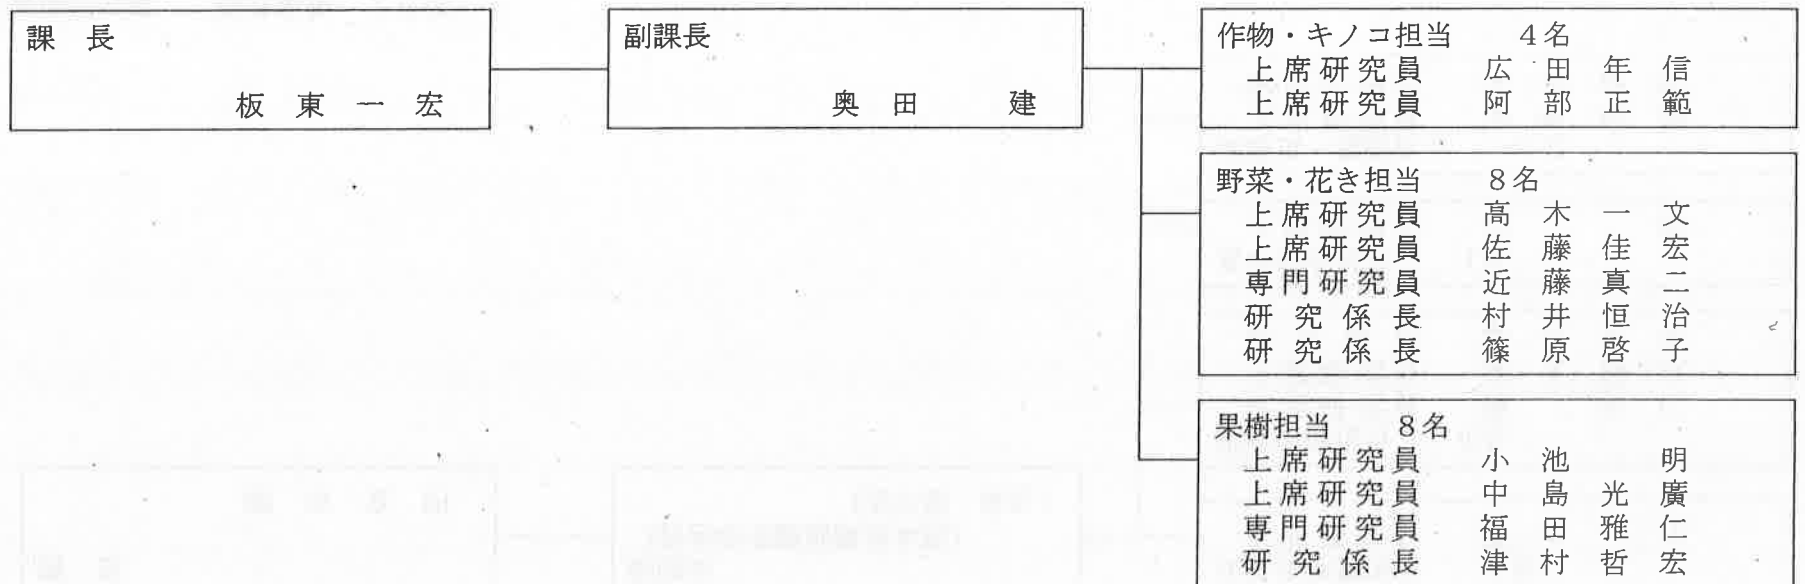 課 長
板 東 一 宏
副課長
奥 田 建
作物・キノコ担当 4名
上席研究員 広 田 年 信
上席研究員 阿 部 正 範
野菜・花き担当 8名
上席研究員 髙 木 一 文
上席研究員 佐 藤 佳 宏
専門研究員 近 藤 真 二
研究係長 村 井 恒 治
研究係長 篠 原 啓 子
果樹担当 8名
上席研究員 小 池 明
上席研究員 中 島 光 廣
専門研究員 福 田 雅 仁
研究係長 津 村 哲 宏